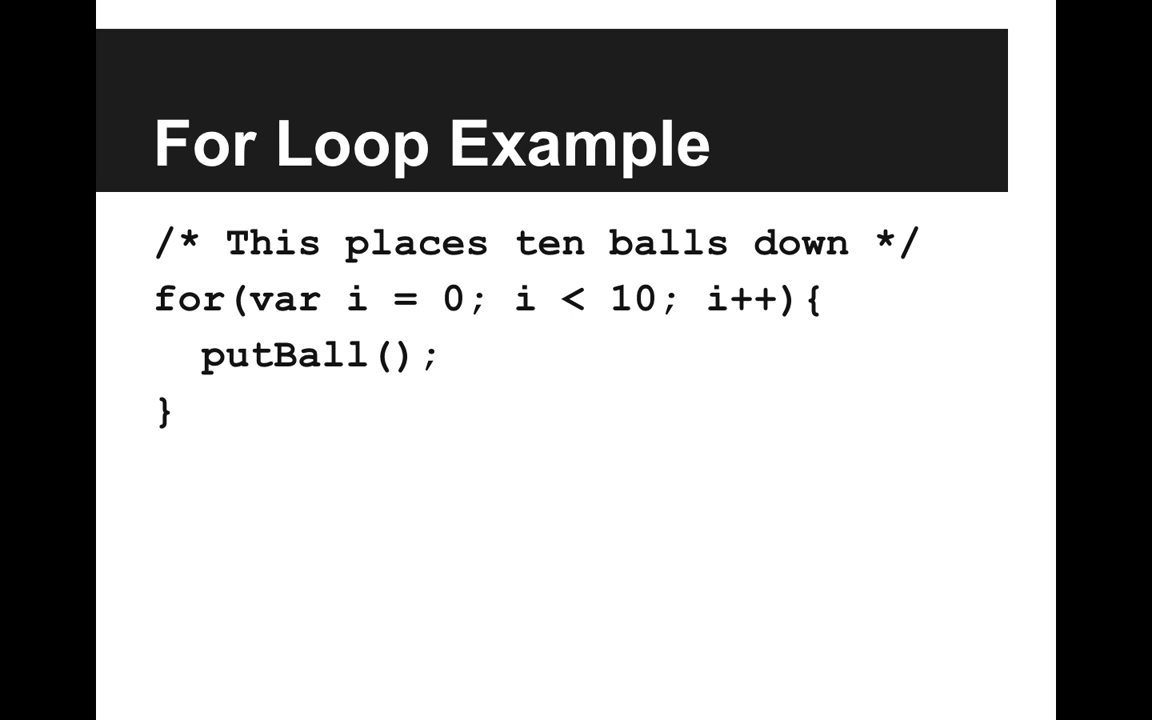 For Loop Example
/* This places ten balls down */
for(var i = 0; i < 10; i++){
  putBall();
}